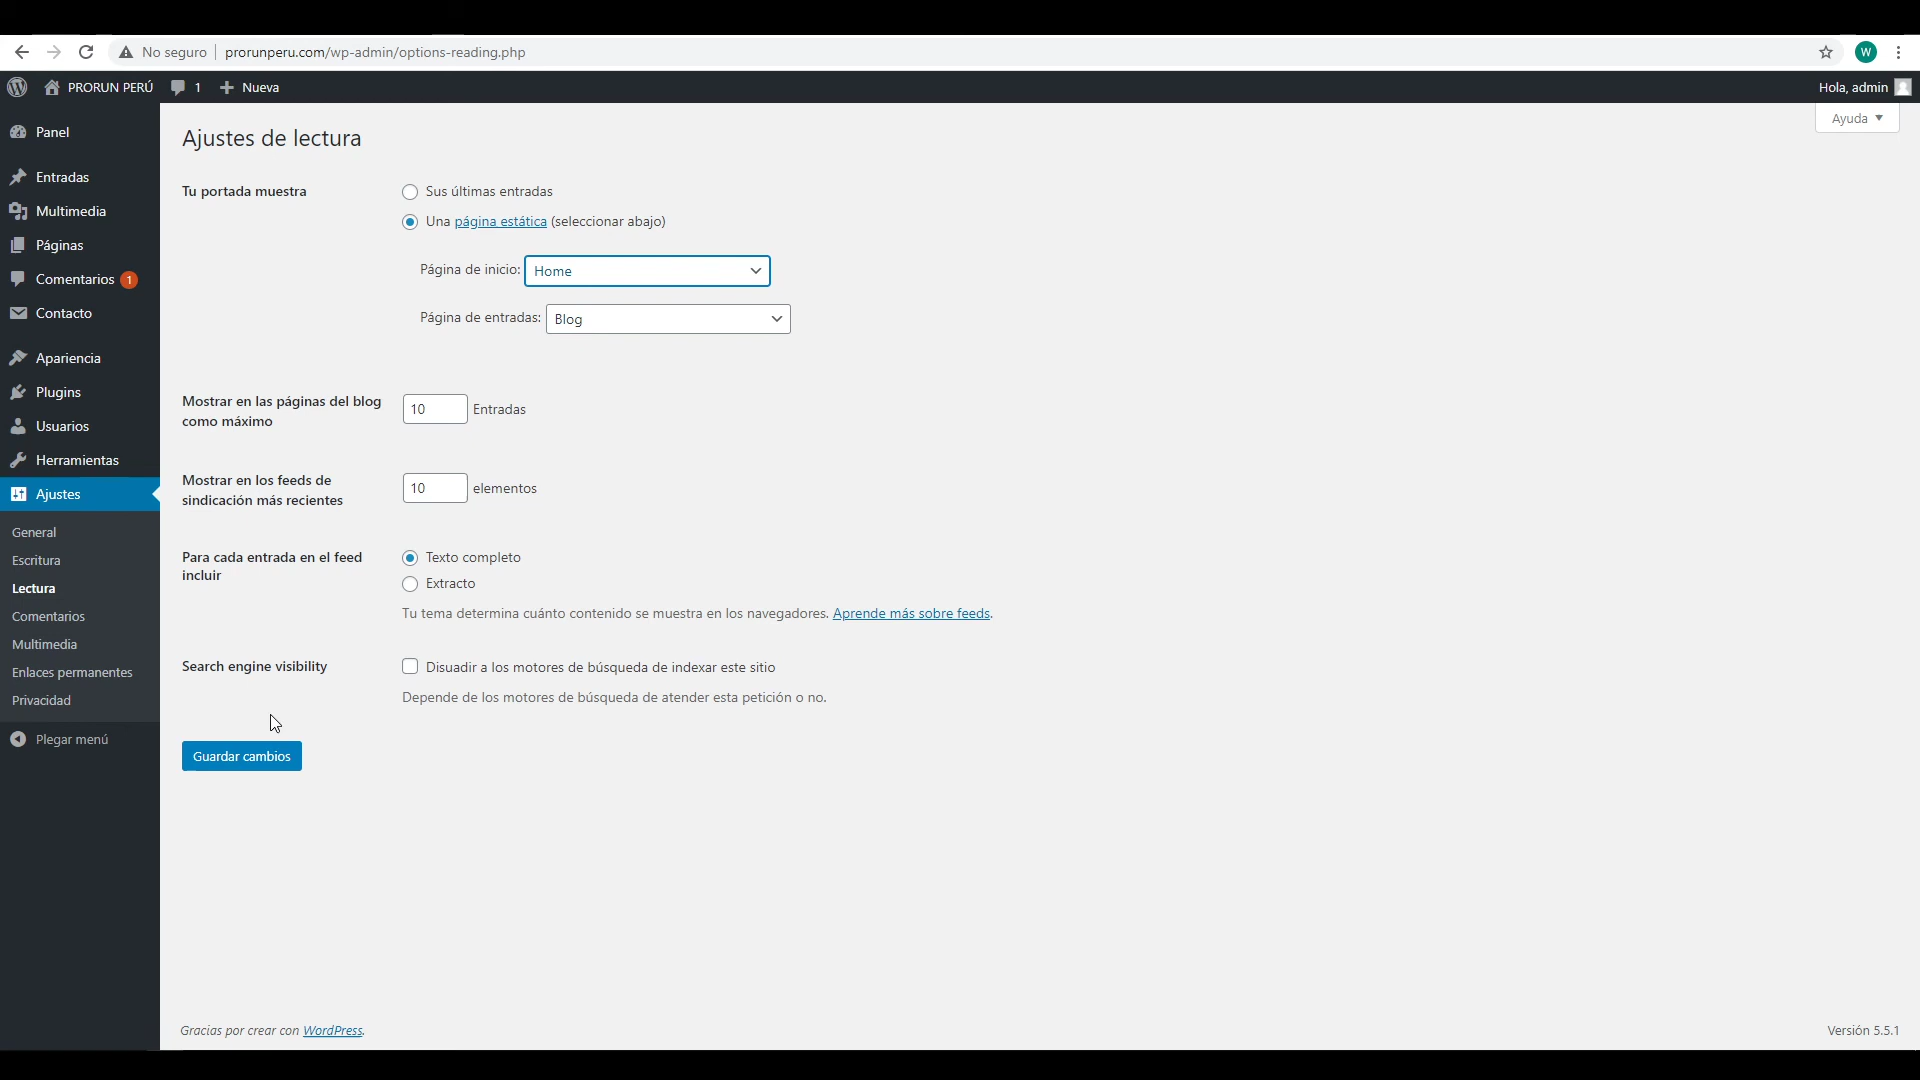 No seguro prorunperu.com/wp-admin/options-reading.php W
PRORUN PERÚ 1 Nueva Hola, admin
Ayuda
Panel
Entradas
Multimedia
Páginas
Comentarios 1
Contacto
Apariencia
Plugins
Usuarios
Herramientas
Ajustes
General
Escritura
Lectura
Comentarios
Multimedia
Enlaces permanentes
Privacidad
Plegar menú
Ajustes de lectura
Tu portada muestra
Sus últimas entradas
Una página estática (seleccionar abajo)
Página de inicio: Home
Página de entradas: Blog
Mostrar en las páginas del blog
como máximo
10 Entradas
Mostrar en los feeds de
sindicación más recientes
10 elementos
Para cada entrada en el feed
incluir
Texto completo
Extracto
Tu tema determina cuánto contenido se muestra en los navegadores. Aprende más sobre feeds.
Search engine visibility
Disuadir a los motores de búsqueda de indexar este sitio
Depende de los motores de búsqueda de atender esta petición o no.
Guardar cambios
Gracias por crear con WordPress.
Versión 5.5.1